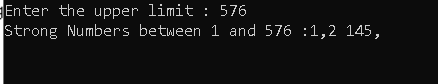 Enter the upper limit : 576
Strong Numbers between 1 and 576 :1,2 145,